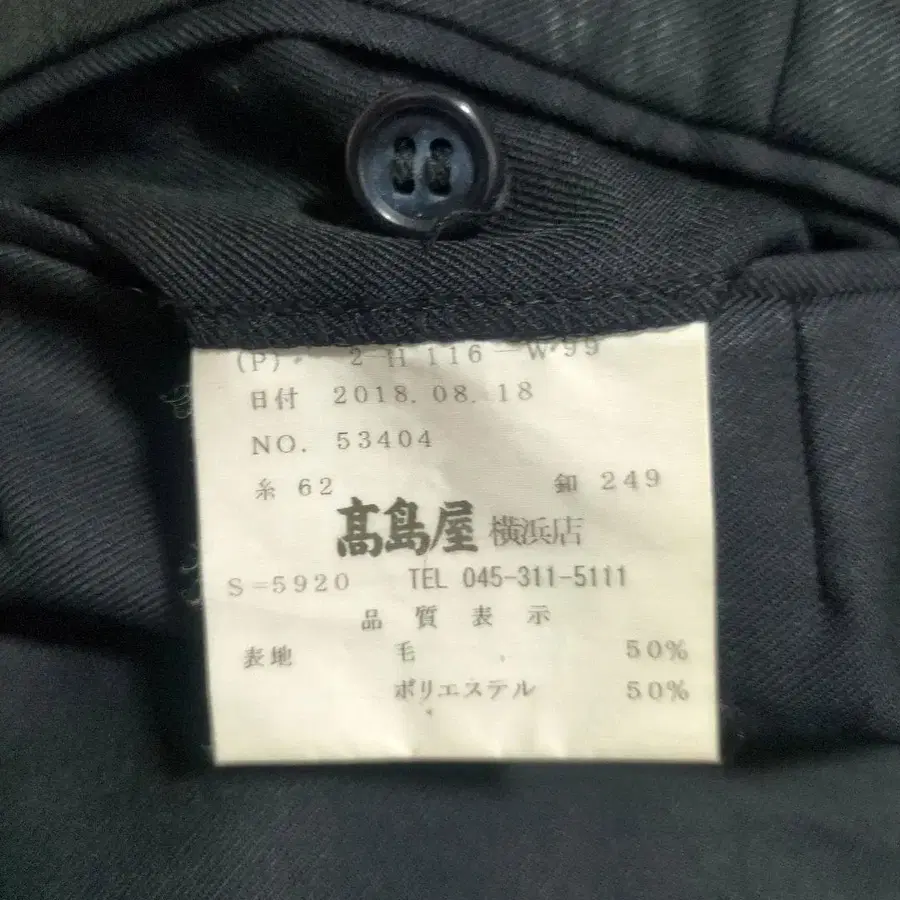 (P). 2-H 116-W-99
日付 2018.08.18
NO. 53404
糸 62 釦 249
髙島屋 横浜店
S=5920 TEL 045-311-5111
品質表示
表地 毛 50%
ポリエステル 50%